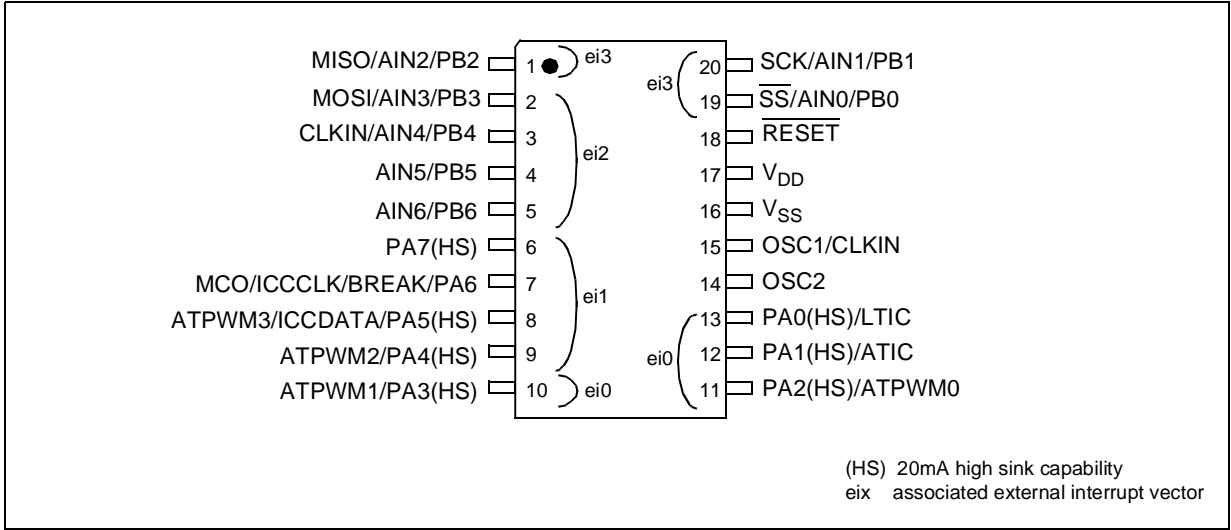 MISO/AIN2/PB2 1 ei3
MOSI/AIN3/PB3 2
CLKIN/AIN4/PB4 3
ei2
AIN5/PB5 4
AIN6/PB6 5
PA7(HS) 6
MCO/ICCCLK/BREAK/PA6 7
ei1
ATPWM3/ICCDATA/PA5(HS) 8
ATPWM2/PA4(HS) 9
ATPWM1/PA3(HS) 10 ei0
20 SCK/AIN1/PB1
ei3
19 SS/AIN0/PB0
18 RESET
17 VDD
16 VSS
15 OSC1/CLKIN
14 OSC2
13 PA0(HS)/LTIC
ei0
12 PA1(HS)/ATIC
11 PA2(HS)/ATPWM0
(HS) 20mA high sink capability
eix associated external interrupt vector